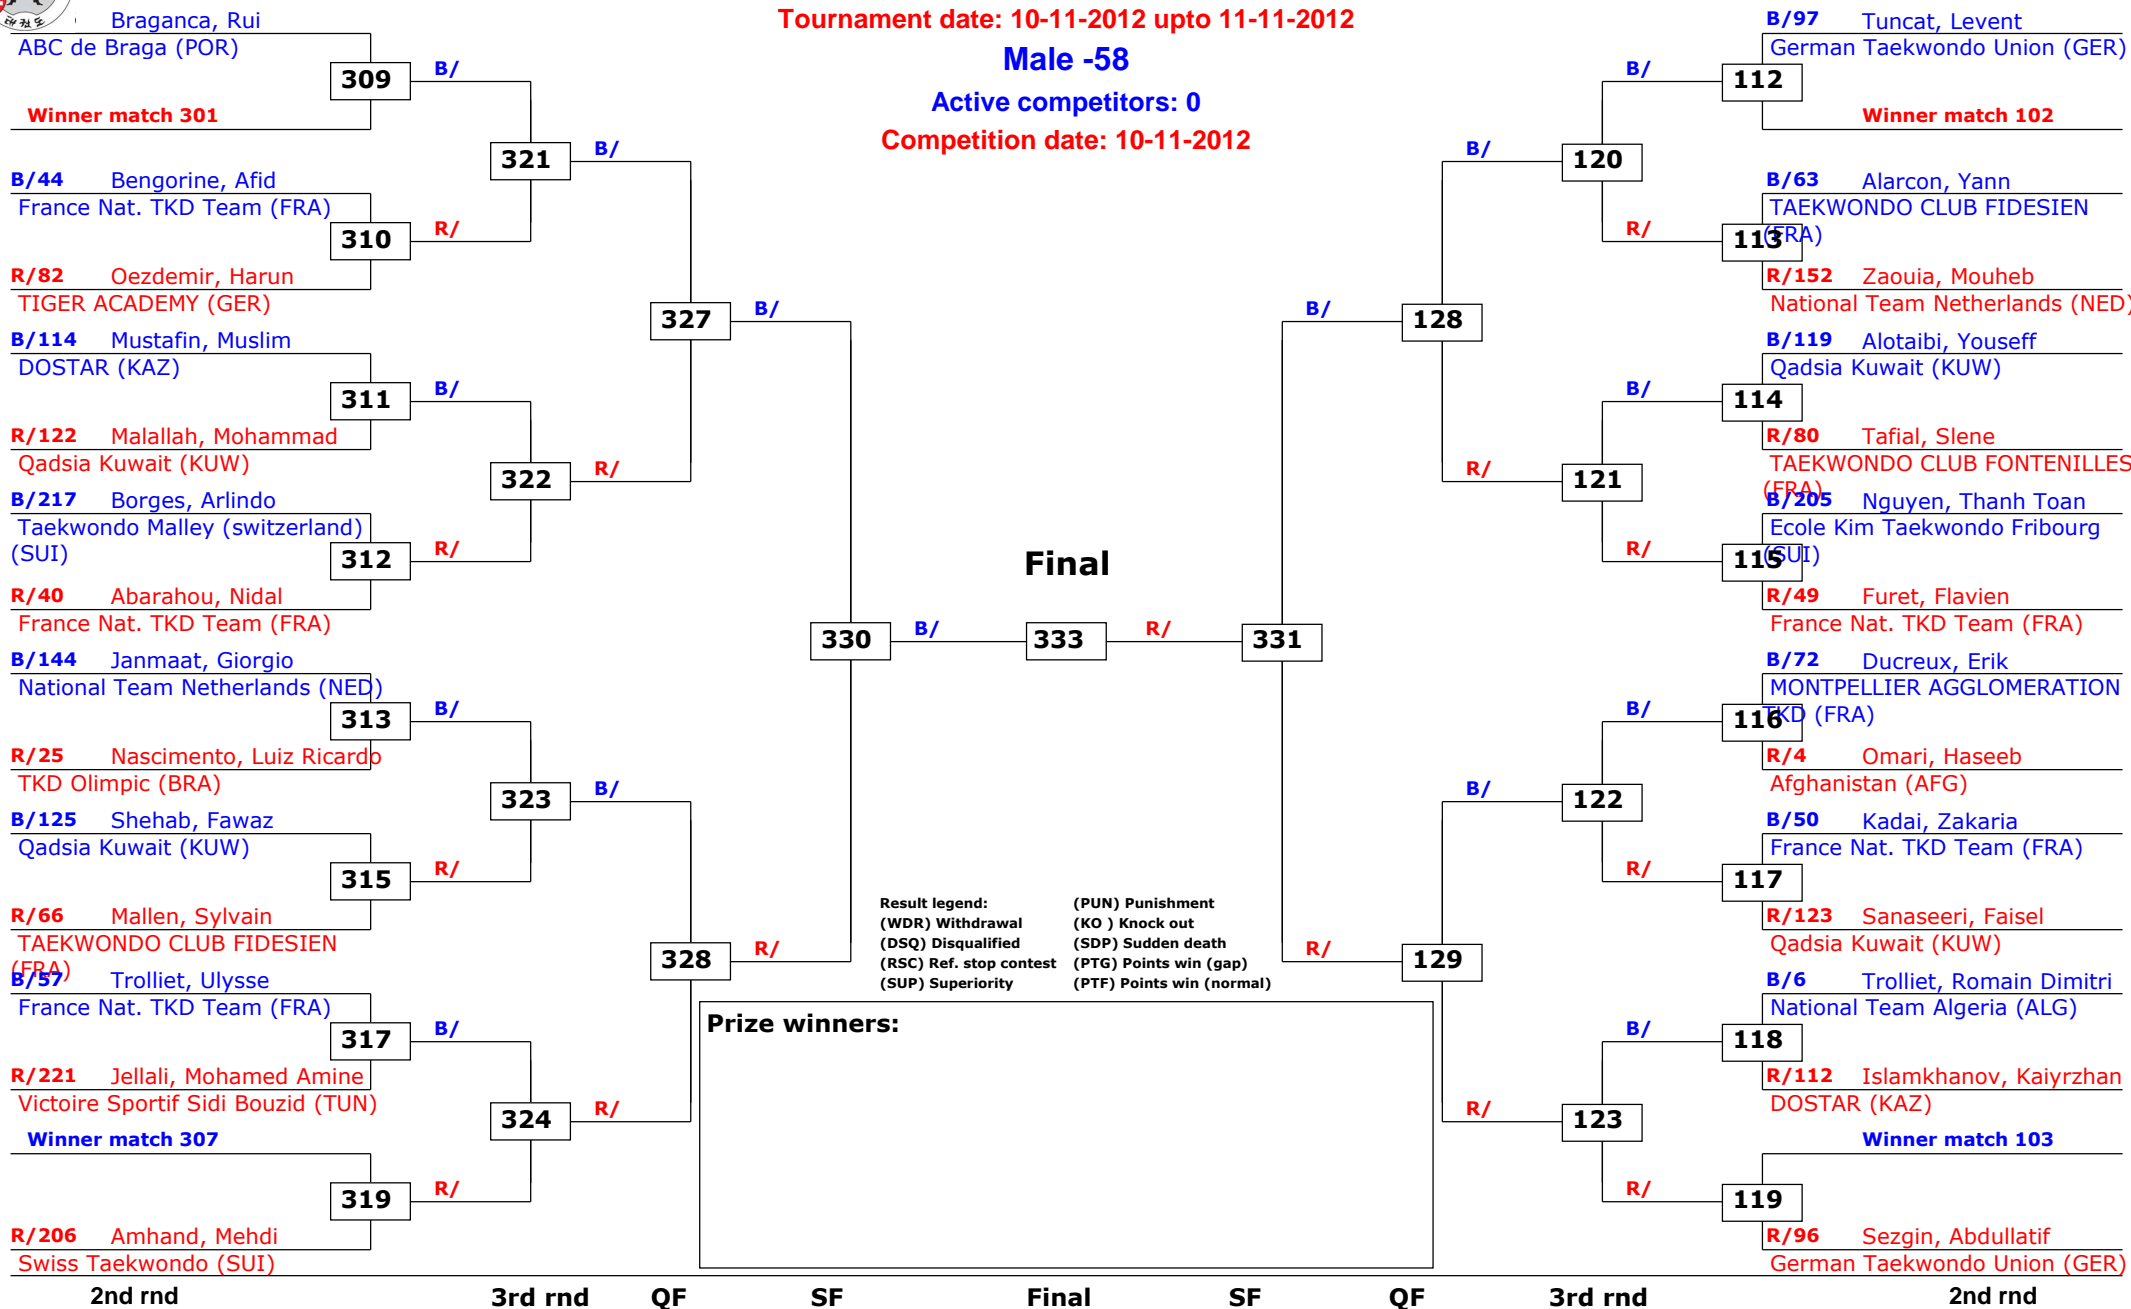 태권도
Tournament date: 10-11-2012 upto 11-11-2012
Male -58
Active competitors: 0
Competition date: 10-11-2012
Braganca, Rui
ABC de Braga (POR)
309
B/
Winner match 301
321
B/
B/44 Bengorine, Afid
France Nat. TKD Team (FRA)
310
R/
R/82 Oezdemir, Harun
TIGER ACADEMY (GER)
327
B/
B/114 Mustafin, Muslim
DOSTAR (KAZ)
311
B/
R/122 Malallah, Mohammad
Qadsia Kuwait (KUW)
322
R/
B/217 Borges, Arlindo
Taekwondo Malley (switzerland)
(SUI)
312
R/
R/40 Abarahou, Nidal
France Nat. TKD Team (FRA)
330
B/
B/144 Janmaat, Giorgio
National Team Netherlands (NED)
313
B/
R/25 Nascimento, Luiz Ricardo
TKD Olimpic (BRA)
323
B/
B/125 Shehab, Fawaz
Qadsia Kuwait (KUW)
315
R/
R/66 Mallen, Sylvain
TAEKWONDO CLUB FIDESIEN
(FRA)
328
R/
B/57 Trolliet, Ulysse
France Nat. TKD Team (FRA)
317
B/
R/221 Jellali, Mohamed Amine
Victoire Sportif Sidi Bouzid (TUN)
324
R/
Winner match 307
319
R/
R/206 Amhand, Mehdi
Swiss Taekwondo (SUI)
Final
333
R/
331
B/97 Tuncat, Levent
German Taekwondo Union (GER)
B/
112
Winner match 102
B/
120
B/63 Alarcon, Yann
TAEKWONDO CLUB FIDESIEN
(FRA)
R/
113
R/152 Zaouia, Mouheb
National Team Netherlands (NED)
B/
128
B/119 Alotaibi, Youseff
Qadsia Kuwait (KUW)
B/
114
R/80 Tafial, Slene
TAEKWONDO CLUB FONTENILLES
(FRA)
R/
121
B/205 Nguyen, Thanh Toan
Ecole Kim Taekwondo Fribourg
(SUI)
R/
115
R/49 Furet, Flavien
France Nat. TKD Team (FRA)
B/72 Ducreux, Erik
MONTPELLIER AGGLOMERATION
TKD (FRA)
B/
116
R/4 Omari, Haseeb
Afghanistan (AFG)
B/
122
B/50 Kadai, Zakaria
France Nat. TKD Team (FRA)
R/
117
R/123 Sanaseeri, Faisel
Qadsia Kuwait (KUW)
R/
129
B/6 Trolliet, Romain Dimitri
National Team Algeria (ALG)
B/
118
R/112 Islamkhanov, Kaiyrzhan
DOSTAR (KAZ)
R/
123
Winner match 103
R/
119
R/96 Sezgin, Abdullatif
German Taekwondo Union (GER)
Result legend: (PUN) Punishment
(WDR) Withdrawal (KO ) Knock out
(DSQ) Disqualified (SDP) Sudden death
(RSC) Ref. stop contest (PTG) Points win (gap)
(SUP) Superiority (PTF) Points win (normal)
Prize winners:
2nd rnd 3rd rnd QF SF Final SF QF 3rd rnd 2nd rnd